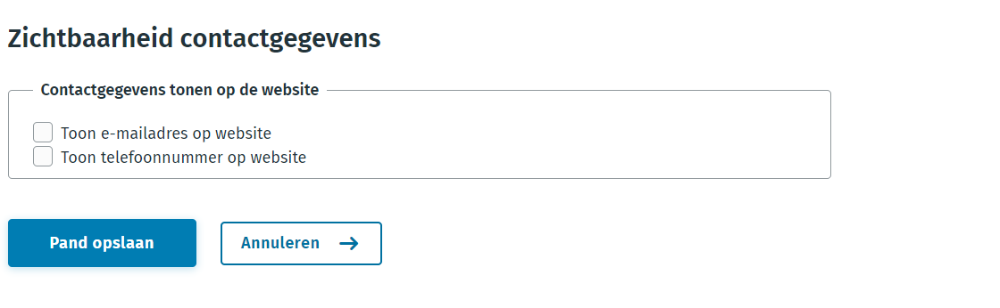 Zichtbaarheid contactgegevens
Contactgegevens tonen op de website
Toon e-mailadres op website
Toon telefoonnummer op website
Pand opslaan
Annuleren